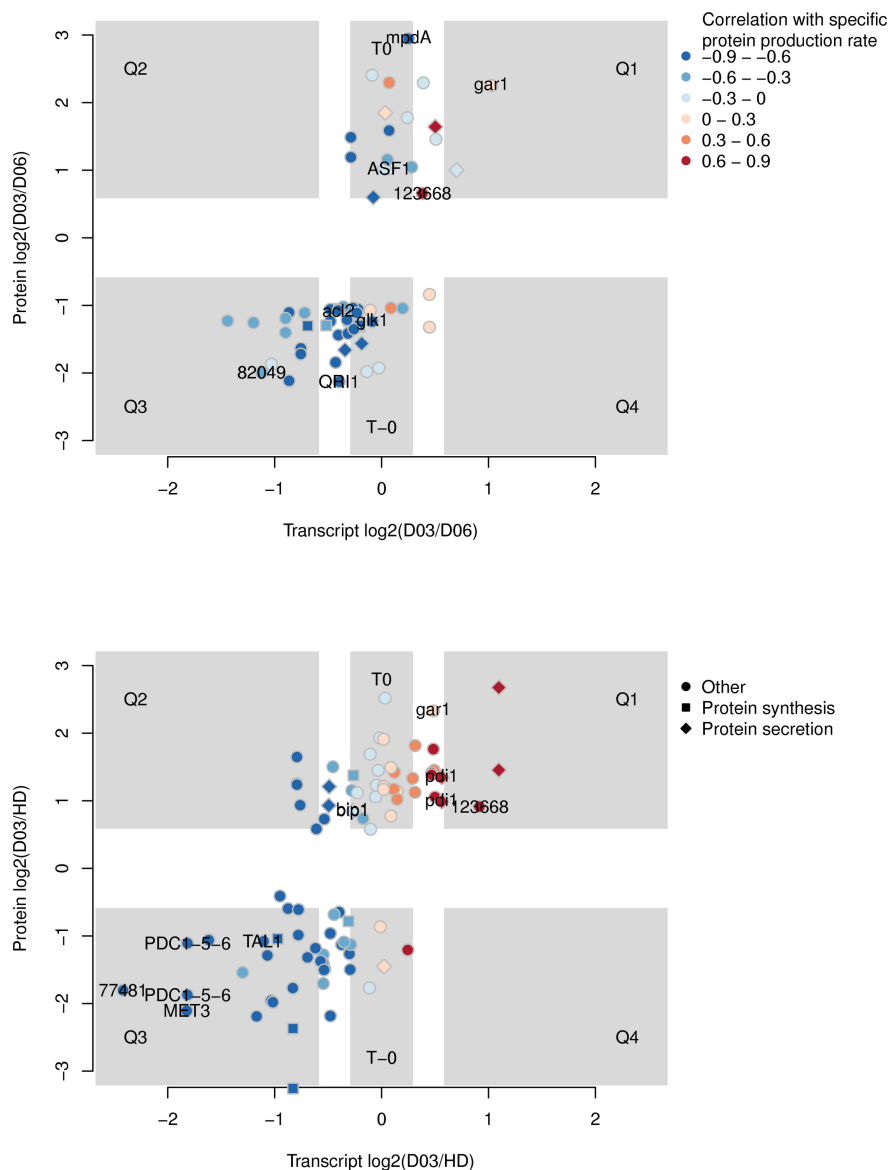 Correlation with specific
protein production rate
−0.9 − −0.6
−0.6 − −0.3
−0.3 − 0
0 − 0.3
0.3 − 0.6
0.6 − 0.9
Protein log2(D03/D06)
3
2
1
0
−1
−2
−3
Q2
T0
Q1
mpdA
gar1
ASF1
123668
acl2
glk1
82049
QRI1
Q3
T−0
Q4
−2
−1
0
1
2
Transcript log2(D03/D06)
Other
Protein synthesis
Protein secretion
Protein log2(D03/HD)
3
2
1
0
−1
−2
−3
Q2
T0
Q1
gar1
pdi1
pdi1
123668
bip1
PDC1−5−6
TAL1
77481
PDC1−5−6
MET3
Q3
T−0
Q4
−2
−1
0
1
2
Transcript log2(D03/HD)